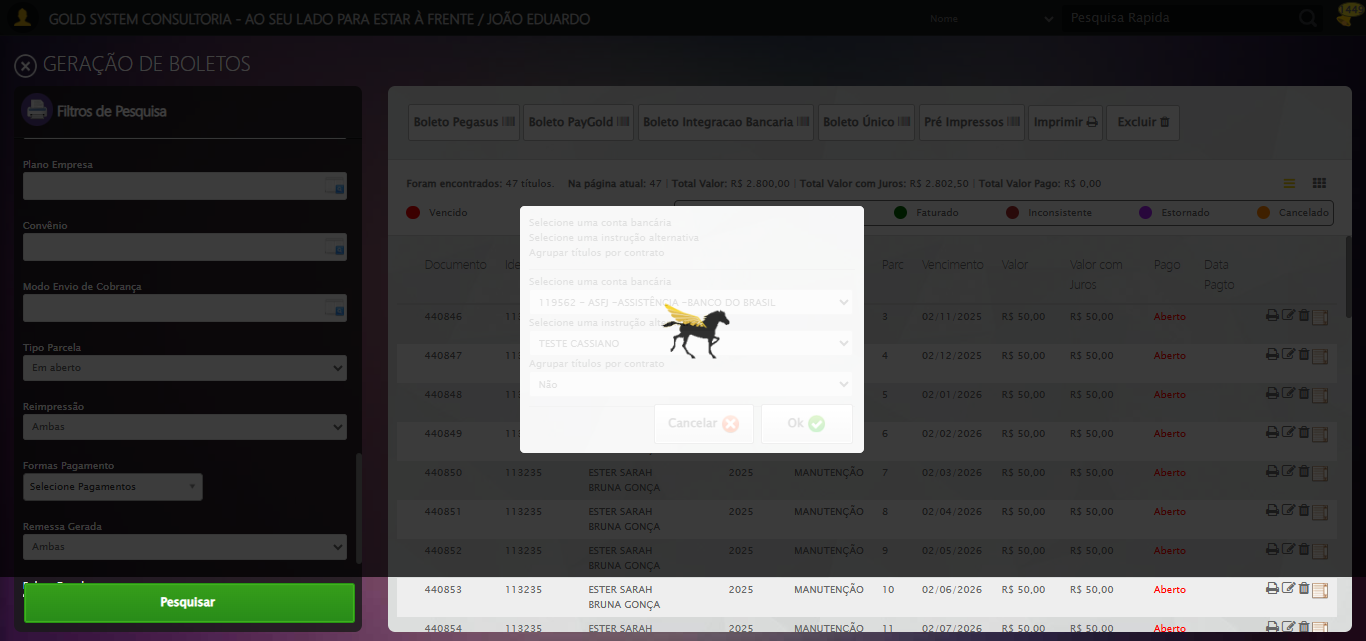 GOLD SYSTEM CONSULTORIA - AO SEU LADO PARA ESTAR À FRENTE / JOÃO EDUARDO
Nome
Pesquisa Rapida
GERAÇÃO DE BOLETOS
Filtros de Pesquisa
Plano Empresa
Convênio
Modo Envio de Cobrança
Tipo Parcela
Em aberto
Reimpressão
Ambas
Formas Pagamento
Selecione Pagamentos
Remessa Gerada
Ambas
Pesquisar
Boleto Pegasus Boleto PayGold Boleto Integracao Bancaria Boleto Único Pré Impressos Imprimir Excluir
Foram encontrados: 47 títulos. Na página atual: 47 | Total Valor: R$ 2.800,00 | Total Valor com Juros: R$ 2.802,50 | Total Valor Pago: R$ 0,00
Vencido Faturado Inconsistente Estornado Cancelado
Selecione uma conta bancária
Selecione uma instrução alternativa
Agrupar títulos por contrato
Selecione uma conta bancária
119562 - ASFJ -ASSISTÊNCIA -BANCO DO BRASIL
Selecione uma instrução
TESTE CASSIANO
Agrupar títulos por contrato
Não
Cancelar Ok
Documento Parc Vencimento Valor Valor com Juros Pago Data Pagto
440846 3 02/11/2025 R$ 50,00 R$ 50,00 Aberto
440847 4 02/12/2025 R$ 50,00 R$ 50,00 Aberto
440848 5 02/01/2026 R$ 50,00 R$ 50,00 Aberto
440849 6 02/02/2026 R$ 50,00 R$ 50,00 Aberto
440850 113235 ESTER SARAH BRUNA GONÇA 2025 MANUTENÇÃO 7 02/03/2026 R$ 50,00 R$ 50,00 Aberto
440851 113235 ESTER SARAH BRUNA GONÇA 2025 MANUTENÇÃO 8 02/04/2026 R$ 50,00 R$ 50,00 Aberto
440852 113235 ESTER SARAH BRUNA GONÇA 2025 MANUTENÇÃO 9 02/05/2026 R$ 50,00 R$ 50,00 Aberto
440853 113235 ESTER SARAH BRUNA GONÇA 2025 MANUTENÇÃO 10 02/06/2026 R$ 50,00 R$ 50,00 Aberto
440854 113235 ESTER SARAH 2025 MANUTENÇÃO 11 02/07/2026 R$ 50,00 R$ 50,00 Aberto